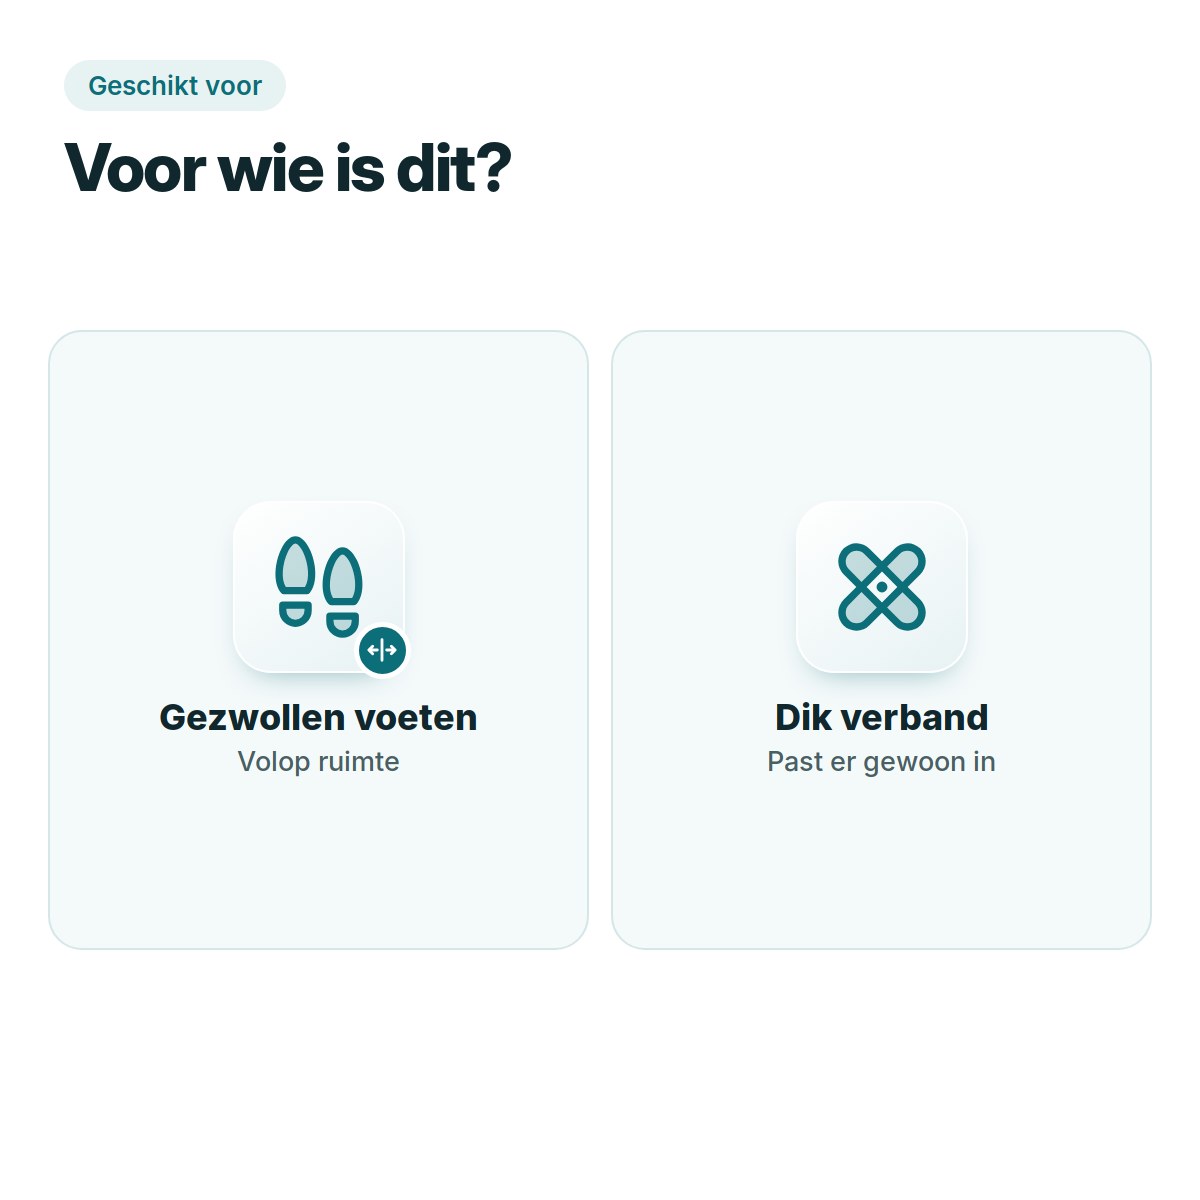 Geschikt voor
Voor wie is dit?
Gezwollen voeten
Volop ruimte
Dik verband
Past er gewoon in